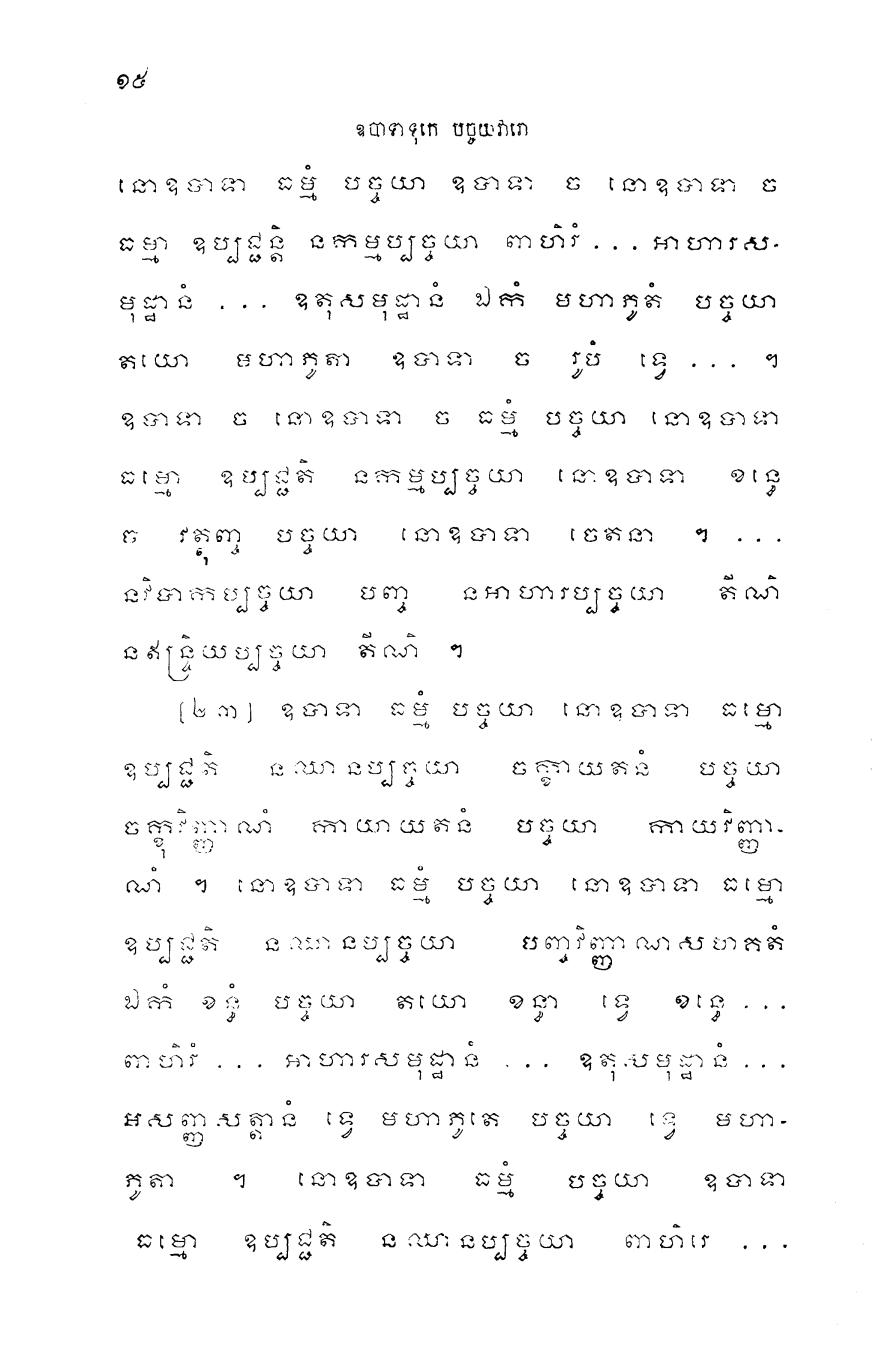 ១៥
ឧបាទាទុកេ បច្ចយវារោ
នោឧបាទា ធម្មំ បច្ចយា ឧបាទា ច នោឧបាទា ច
ធម្មា ឧប្បជ្ជន្តិ នកម្មប្បច្ចយា ពាហិរំ ... អាហារស-
មុដ្ឋានំ ... ឧតុសមុដ្ឋានំ ឯកំ មហាភូតំ បច្ចយា
តយោ មហាភូតា ឧបាទា ច រូបំ ទ្វេ ... ។
ឧបាទា ច នោឧបាទា ច ធម្មំ បច្ចយា នោឧបាទា
ធម្មោ ឧប្បជ្ជតិ នកម្មប្បច្ចយា នោឧបាទា ខន្ធេ
ច វត្ថុញ្ច បច្ចយា នោឧបាទា ចេតនា ។ ...
នវិបាកប្បច្ចយា បញ្ច នអាហារប្បច្ចយា តីណិ
នឥន្ទ្រិយប្បច្ចយា តីណិ ។
[២៣] ឧបាទា ធម្មំ បច្ចយា នោឧបាទា ធម្មោ
ឧប្បជ្ជតិ នឈានប្បច្ចយា ចក្ខាយតនំ បច្ចយា
ចក្ខុវិញ្ញាណំ កាយាយតនំ បច្ចយា កាយវិញ្ញា-
ណំ ។ នោឧបាទា ធម្មំ បច្ចយា នោឧបាទា ធម្មោ
ឧប្បជ្ជតិ នឈានប្បច្ចយា បញ្ចវិញ្ញាណសហគតំ
ឯកំ ខន្ធំ បច្ចយា តយោ ខន្ធា ទ្វេ ខន្ធេ ...
ពាហិរំ ... អាហារសមុដ្ឋានំ ... ឧតុសមុដ្ឋានំ ...
អសញ្ញសត្តានំ ទ្វេ មហាភូតេ បច្ចយា ទ្វេ មហា-
ភូតា ។ នោឧបាទា ធម្មំ បច្ចយា ឧបាទា
ធម្មោ ឧប្បជ្ជតិ នឈានប្បច្ចយា ពាហិរេ ...